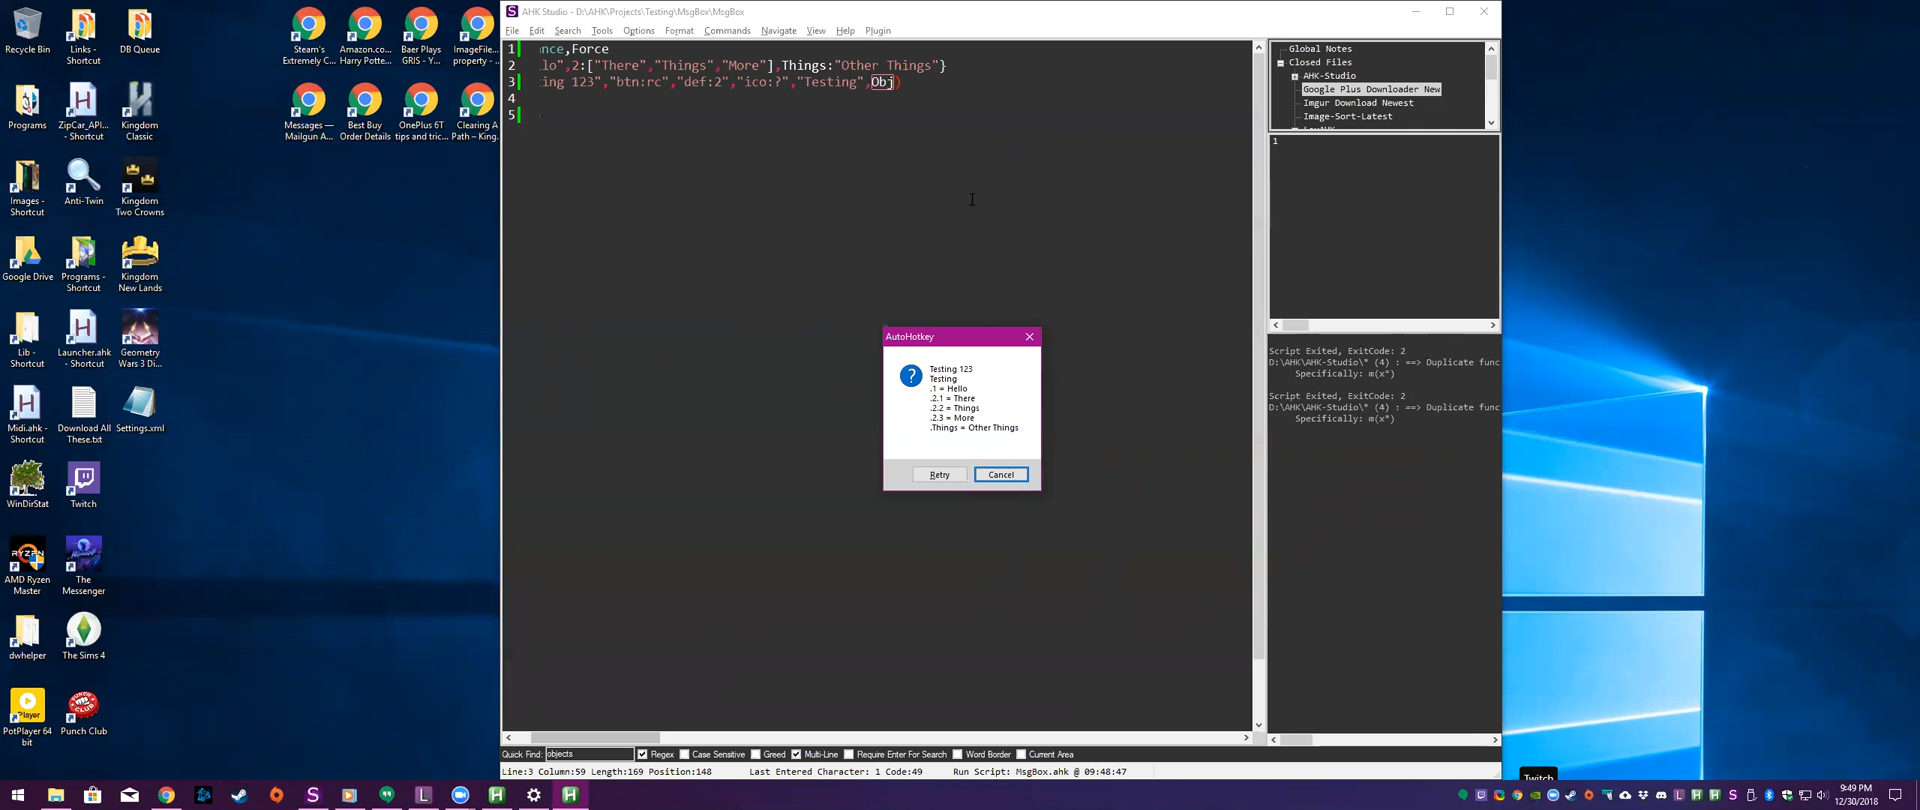 Recycle Bin
Links - Shortcut
DB Queue
Steam's Extremely C...
Amazon.co... Harry Potte...
Baer Plays GRIS - Y...
ImageFile... property -...
Programs
ZipCar_API... - Shortcut
Kingdom Classic
Messages — Mailgun A...
Best Buy Order Details
OnePlus 6T tips and tric...
Clearing A Path – King...
Images - Shortcut
Anti-Twin
Kingdom Two Crowns
Google Drive
Programs - Shortcut
Kingdom New Lands
Lib - Shortcut
Launcher.ahk - Shortcut
Geometry Wars 3 Di...
Midi.ahk - Shortcut
Download All These.txt
Settings.xml
WinDirStat
Twitch
AMD Ryzen Master
The Messenger
dwhelper
The Sims 4
PotPlayer 64 bit
Punch Club
AHK Studio - D:\AHK\Projects\Testing\MsgBox\MsgBox
File Edit Search Tools Options Format Commands Navigate View Help Plugin
1 nce,Force
2 lo",2:["There","Things","More"],Things:"Other Things"}
3 ing 123","btn:rc","def:2","ico:?","Testing",Obj)
4
5
AutoHotkey
Testing 123
Testing
.1 = Hello
.2.1 = There
.2.2 = Things
.2.3 = More
.Things = Other Things
Retry Cancel
Global Notes
Closed Files
AHK-Studio
Google Plus Downloader New
Imgur Download Newest
Image-Sort-Latest
1
Script Exited, ExitCode: 2
D:\AHK\AHK-Studio\* (4) : ==> Duplicate func
Specifically: m(x*)
Script Exited, ExitCode: 2
D:\AHK\AHK-Studio\* (4) : ==> Duplicate func
Specifically: m(x*)
Quick Find: objects Regex Case Sensitive Greed Multi-Line Require Enter For Search Word Border Current Area
Line:3 Column:59 Length:169 Position:148 Last Entered Character: 1 Code:49 Run Script: MsgBox.ahk @ 09:48:47
Twitch
9:49 PM
12/30/2018